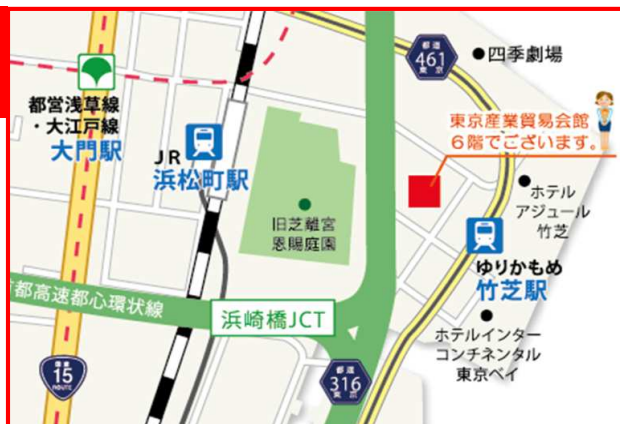 都道
461
東京
四季劇場
都営浅草線
・大江戸線
大門駅
JR
浜松町駅
東京産業貿易会館
6階でございます。
旧芝離宮
恩賜庭園
ホテル
アジュール
竹芝
ゆりかもめ
竹芝駅
都高速都心環状線
浜崎橋JCT
ホテルインター
コンチネンタル
東京ベイ
国道
15
ROUTE
都道
316
東京